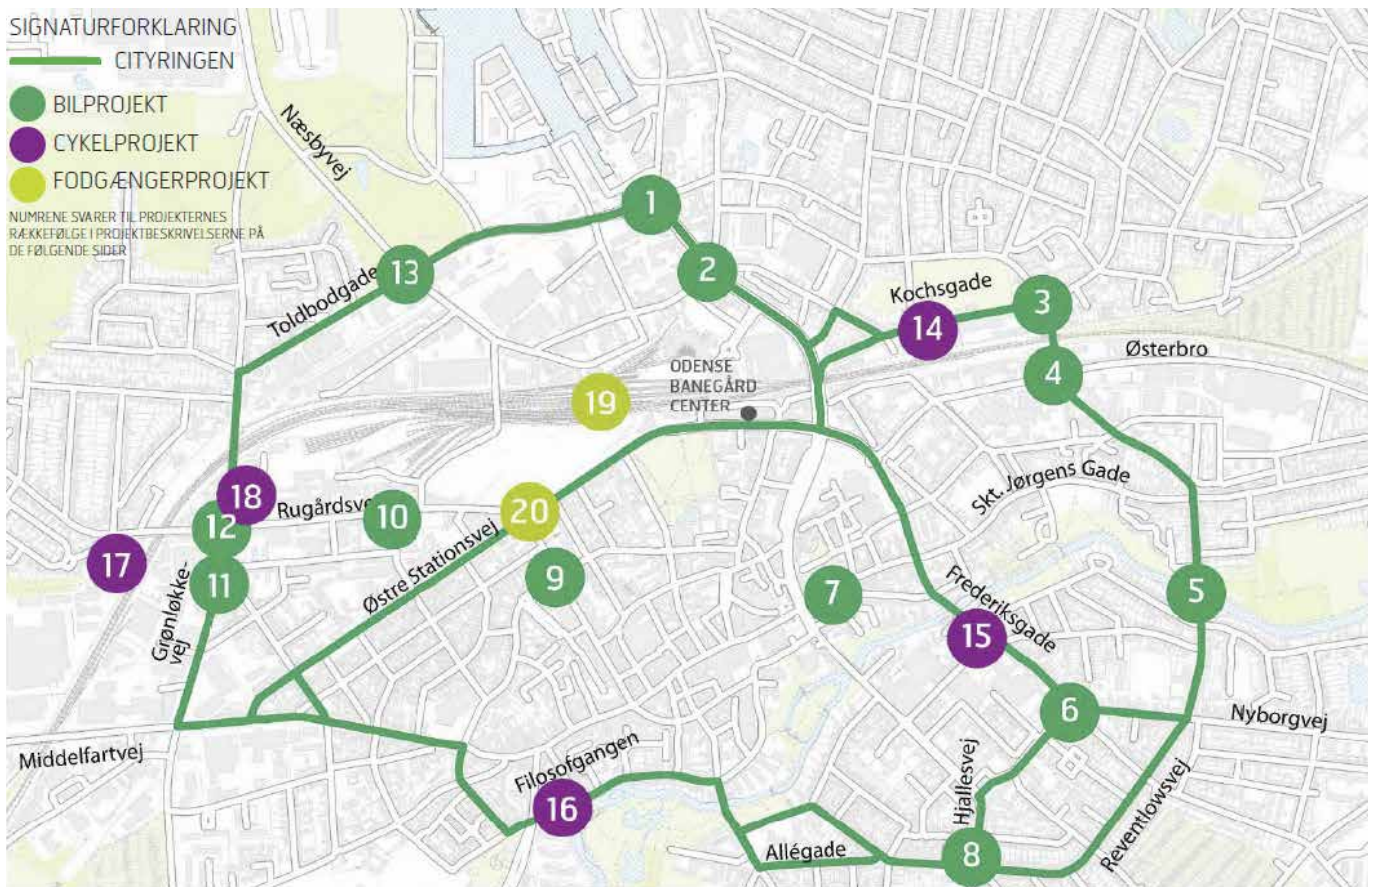 SIGNATURFORKLARING
CITYRINGEN
BILPROJEKT
CYKELPROJEKT
FODGÆNGERPROJEKT
NUMRENE SVARER TIL PROJEKTERNES
RÆKKEFØLGE I PROJEKTBESKRIVELSERNE PÅ
DE FØLGENDE SIDER
Næsbyvej
1
2
13
Toldbodgade
Kochsgade
3
14
Østerbro
4
ODENSE
BANEGÅRD
CENTER
19
Skt. Jørgens Gade
18
Rugårdsve
10
20
12
17
11
Grønløkke-
vej
Østre Stationsvej
9
7
Frederiksgade
5
15
6
Nyborgvej
Middelfartvej
Filosofgangen
16
Hjallesvej
Reventlowsvej
Allégade
8